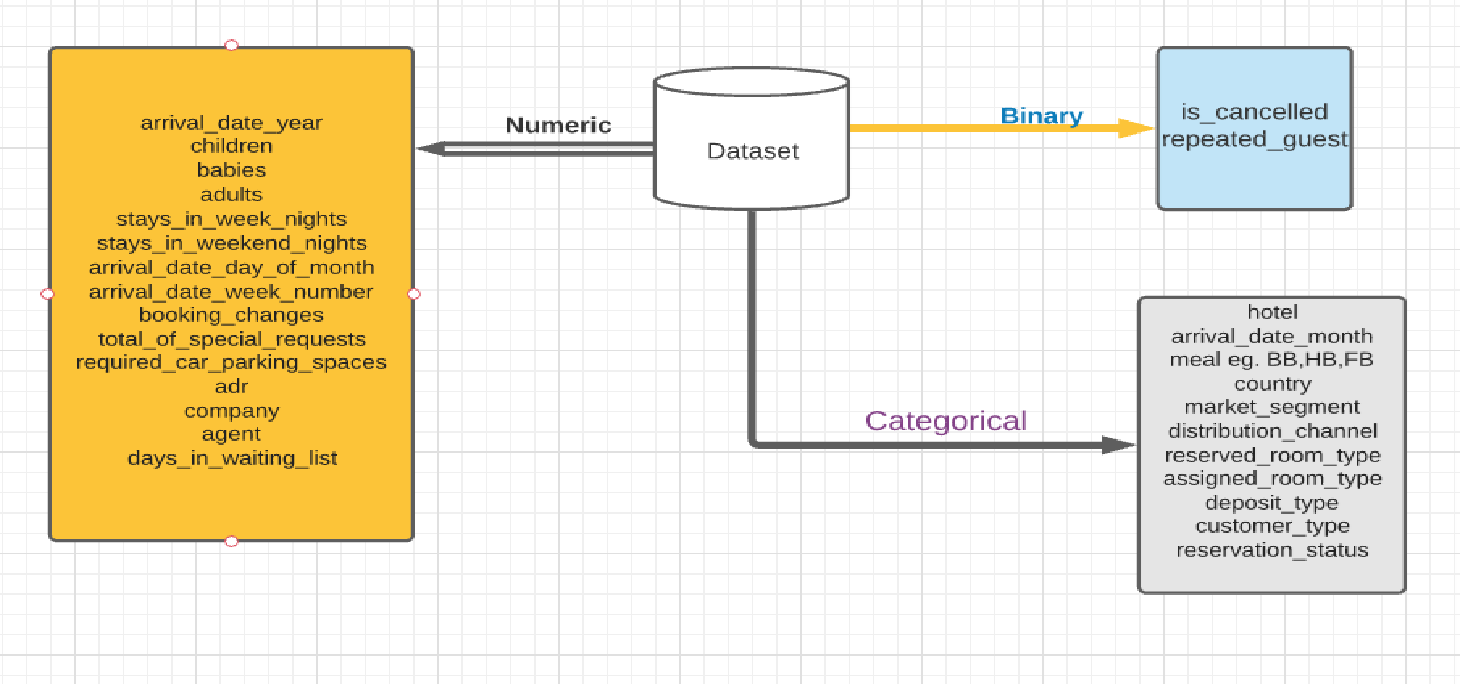 arrival_date_year
children
babies
adults
stays_in_week_nights
stays_in_weekend_nights
arrival_date_day_of_month
arrival_date_week_number
booking_changes
total_of_special_requests
required_car_parking_spaces
adr
company
agent
days_in_waiting_list
Numeric
Dataset
Binary
is_cancelled
repeated_guest
Categorical
hotel
arrival_date_month
meal eg. BB,HB,FB
country
market_segment
distribution_channel
reserved_room_type
assigned_room_type
deposit_type
customer_type
reservation_status